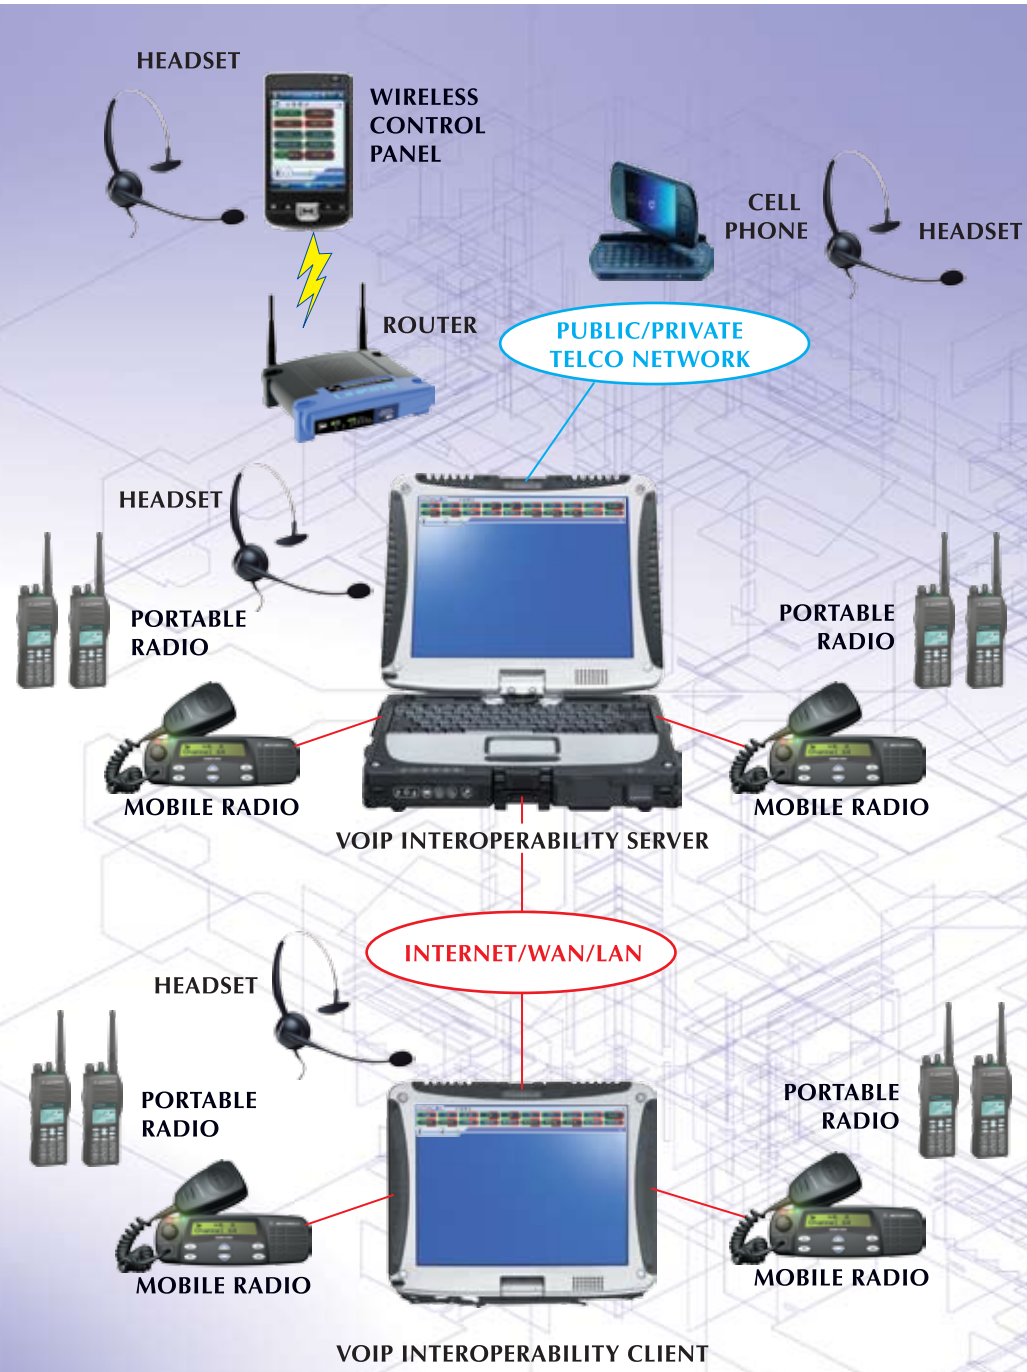 HEADSET
WIRELESS
CONTROL
PANEL
CELL
PHONE
HEADSET
ROUTER
PUBLIC/PRIVATE
TELCO NETWORK
HEADSET
PORTABLE
RADIO
PORTABLE
RADIO
MOBILE RADIO
MOBILE RADIO
VOIP INTEROPERABILITY SERVER
INTERNET/WAN/LAN
HEADSET
PORTABLE
RADIO
PORTABLE
RADIO
MOBILE RADIO
MOBILE RADIO
VOIP INTEROPERABILITY CLIENT